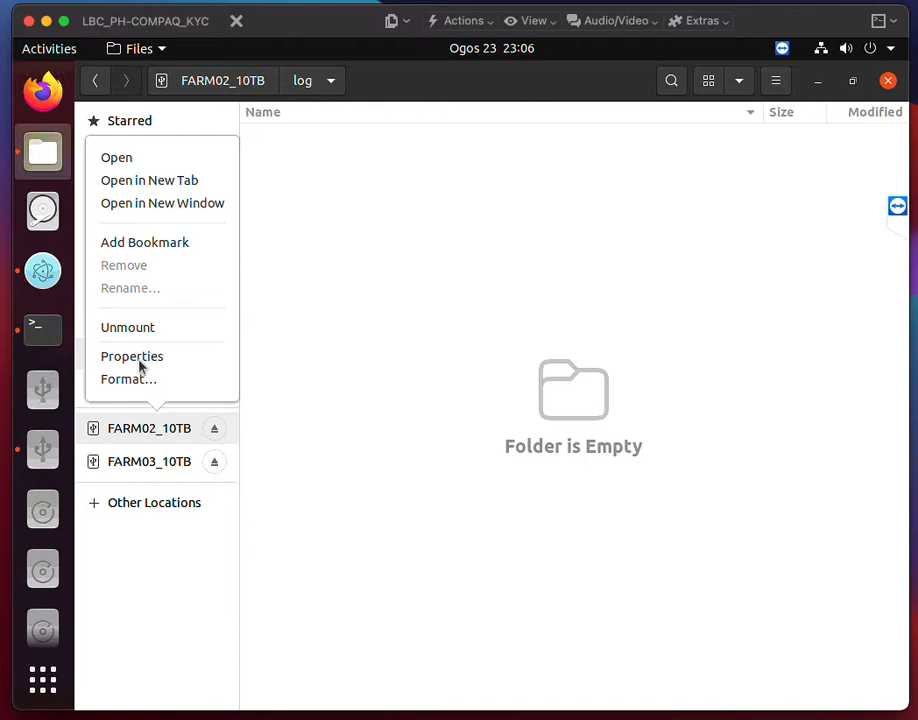 LBC_PH-COMPAQ_KYC
Actions
View
Audio/Video
Extras
Activities
Files
Ogos 23 23:06
FARM02_10TB
log
Starred
Name
Size
Modified
Open
Open in New Tab
Open in New Window
Add Bookmark
Remove
Rename…
Unmount
Properties
Format…
FARM02_10TB
FARM03_10TB
+ Other Locations
Folder is Empty